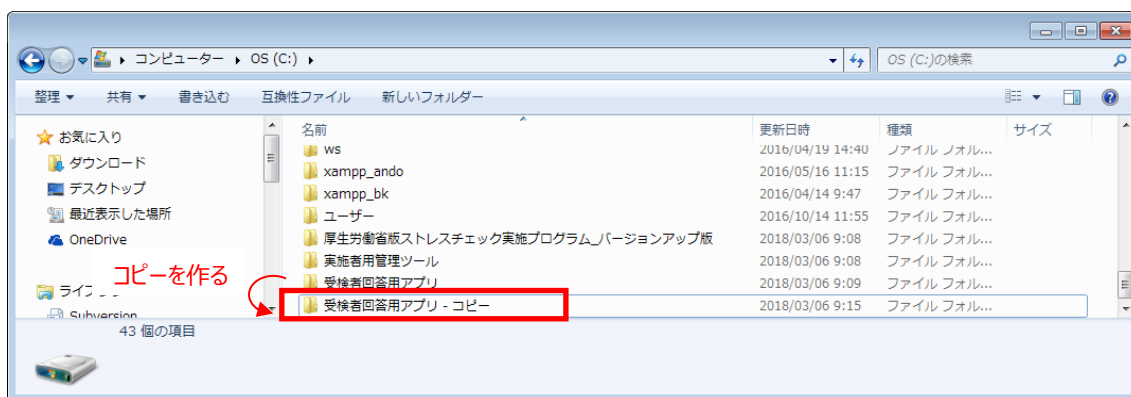 コンピューター OS (C:) OS (C:)の検索
整理 共有 書き込む 互換性ファイル 新しいフォルダー
名前 更新日時 種類 サイズ
お気に入り
ダウンロード
デスクトップ
最近表示した場所
OneDrive
ws 2016/04/19 14:40 ファイル フォル...
xampp_ando 2016/05/16 11:15 ファイル フォル...
xampp_bk 2016/04/14 9:47 ファイル フォル...
ユーザー 2016/10/14 11:55 ファイル フォル...
厚生労働省版ストレスチェック実施プログラム_バージョンアップ版 2018/03/06 9:08 ファイル フォル...
実施者用管理ツール 2018/03/06 9:08 ファイル フォル...
コピーを作る
受検者回答用アプリ 2018/03/06 9:09 ファイル フォル...
受検者回答用アプリ - コピー 2018/03/06 9:15 ファイル フォル...
Subversion
43 個の項目